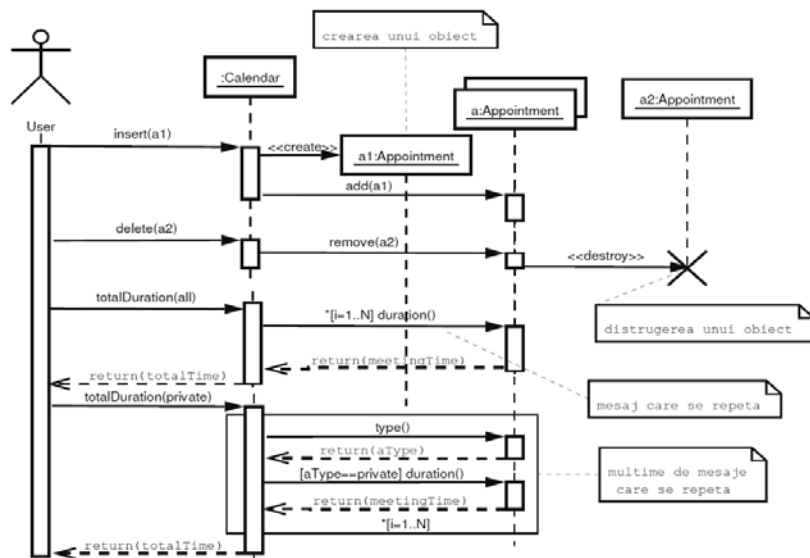 crearea unui obiect
:Calendar
a:Appointment
a2:Appointment
User
insert(a1)
<<create>>
a1:Appointment
add(a1)
delete(a2)
remove(a2)
<<destroy>>
totalDuration(all)
*[i=1..N] duration()
distrugerea unui obiect
return(meetingTime)
return(totalTime)
totalDuration(private)
mesaj care se repeta
type()
return(aType)
[aType==private] duration()
multime de mesaje
care se repeta
return(meetingTime)
*[i=1..N]
return(totalTime)